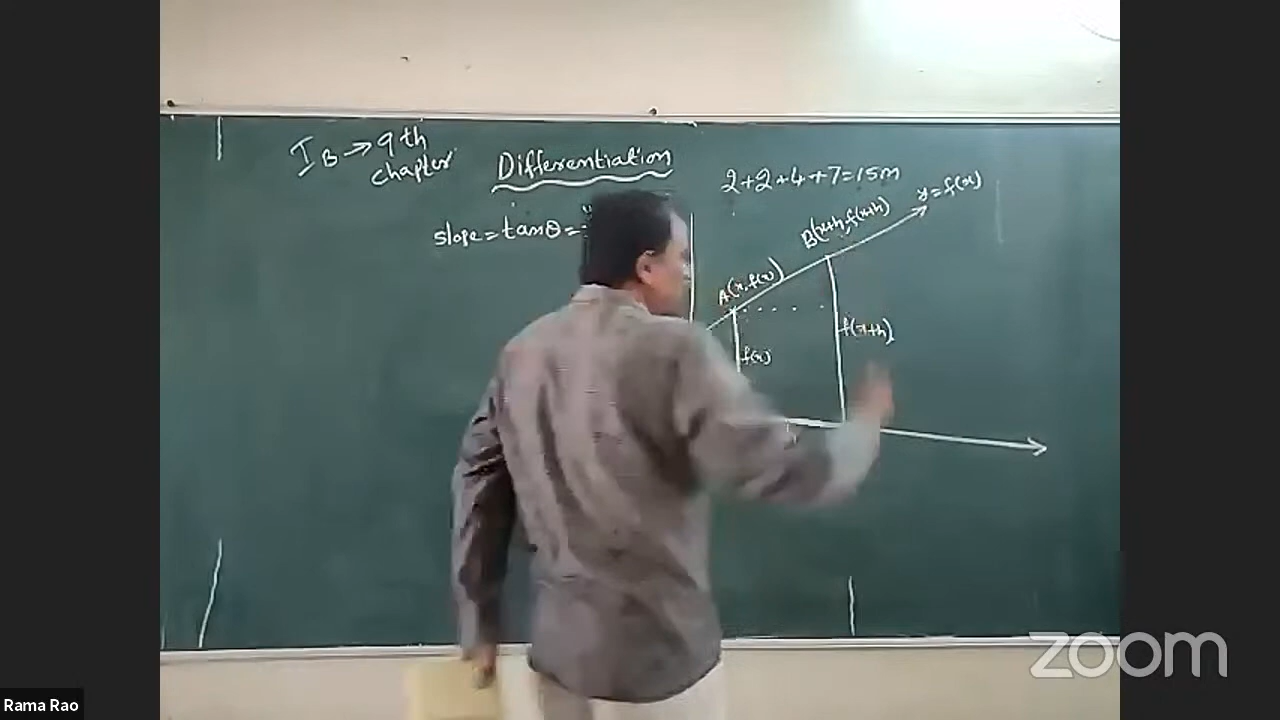 I B → 9th
chapter
Differentiation
2+2+4+7=15m
slope = tanθ =
y = f(x)
B(x+h, f(x+h)
A(x, f(x)
f(x+h)
f(x)
zoom
Rama Rao